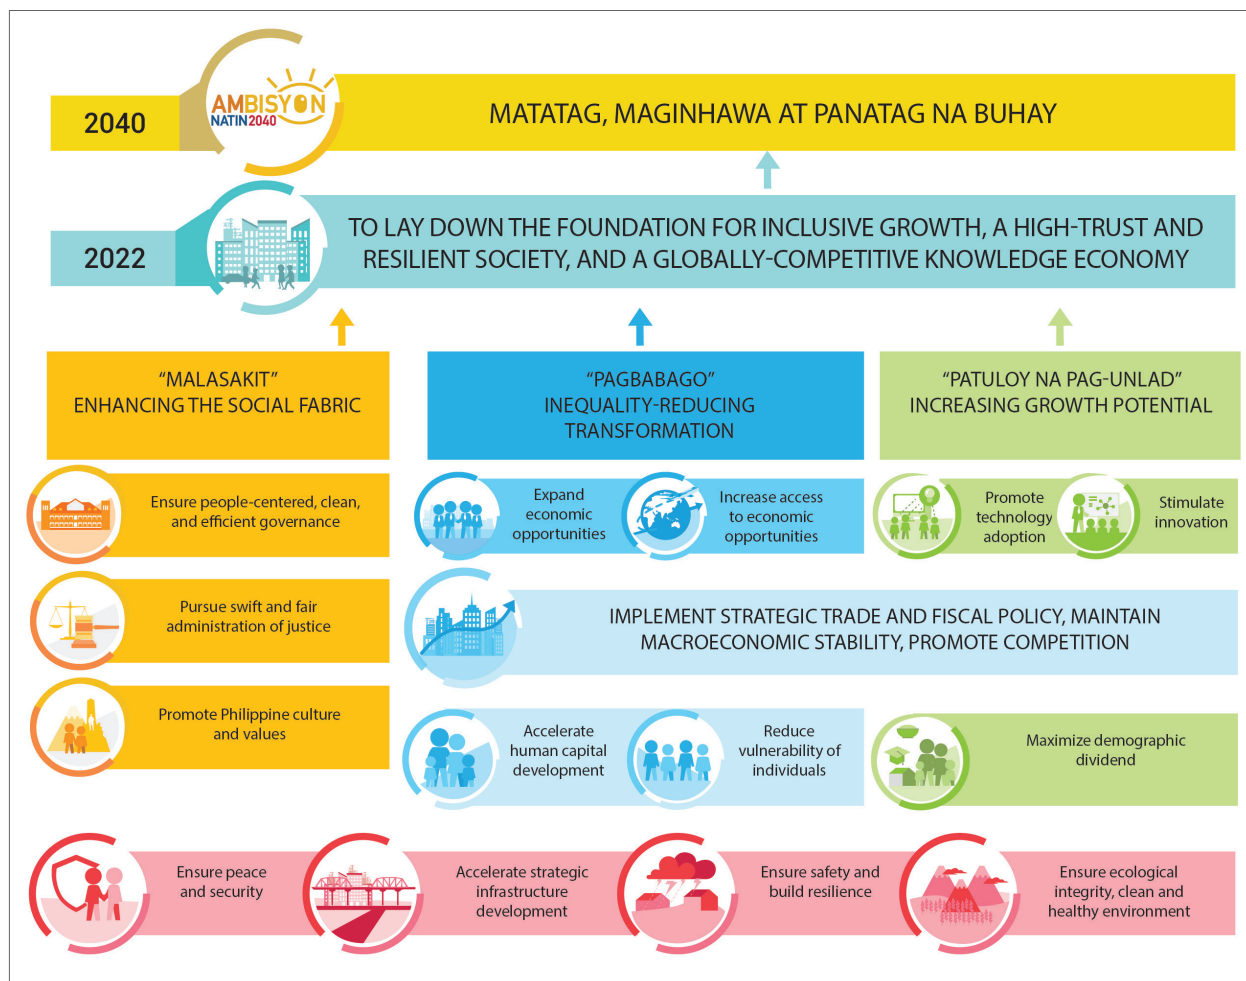 2040
AMBISYON
NATIN2040
MATATAG, MAGINHAWA AT PANATAG NA BUHAY
2022
TO LAY DOWN THE FOUNDATION FOR INCLUSIVE GROWTH, A HIGH-TRUST AND
RESILIENT SOCIETY, AND A GLOBALLY-COMPETITIVE KNOWLEDGE ECONOMY
“MALASAKIT”
ENHANCING THE SOCIAL FABRIC
“PAGBABAGO”
INEQUALITY-REDUCING
TRANSFORMATION
“PATULOY NA PAG-UNLAD”
INCREASING GROWTH POTENTIAL
Ensure people-centered, clean,
and efficient governance
Pursue swift and fair
administration of justice
Promote Philippine culture
and values
Expand
economic
opportunities
Increase access
to economic
opportunities
Promote
technology
adoption
Stimulate
innovation
IMPLEMENT STRATEGIC TRADE AND FISCAL POLICY, MAINTAIN
MACROECONOMIC STABILITY, PROMOTE COMPETITION
Accelerate
human capital
development
Reduce
vulnerability of
individuals
Maximize demographic
dividend
Ensure peace
and security
Accelerate strategic
infrastructure
development
Ensure safety and
build resilience
Ensure ecological
integrity, clean and
healthy environment